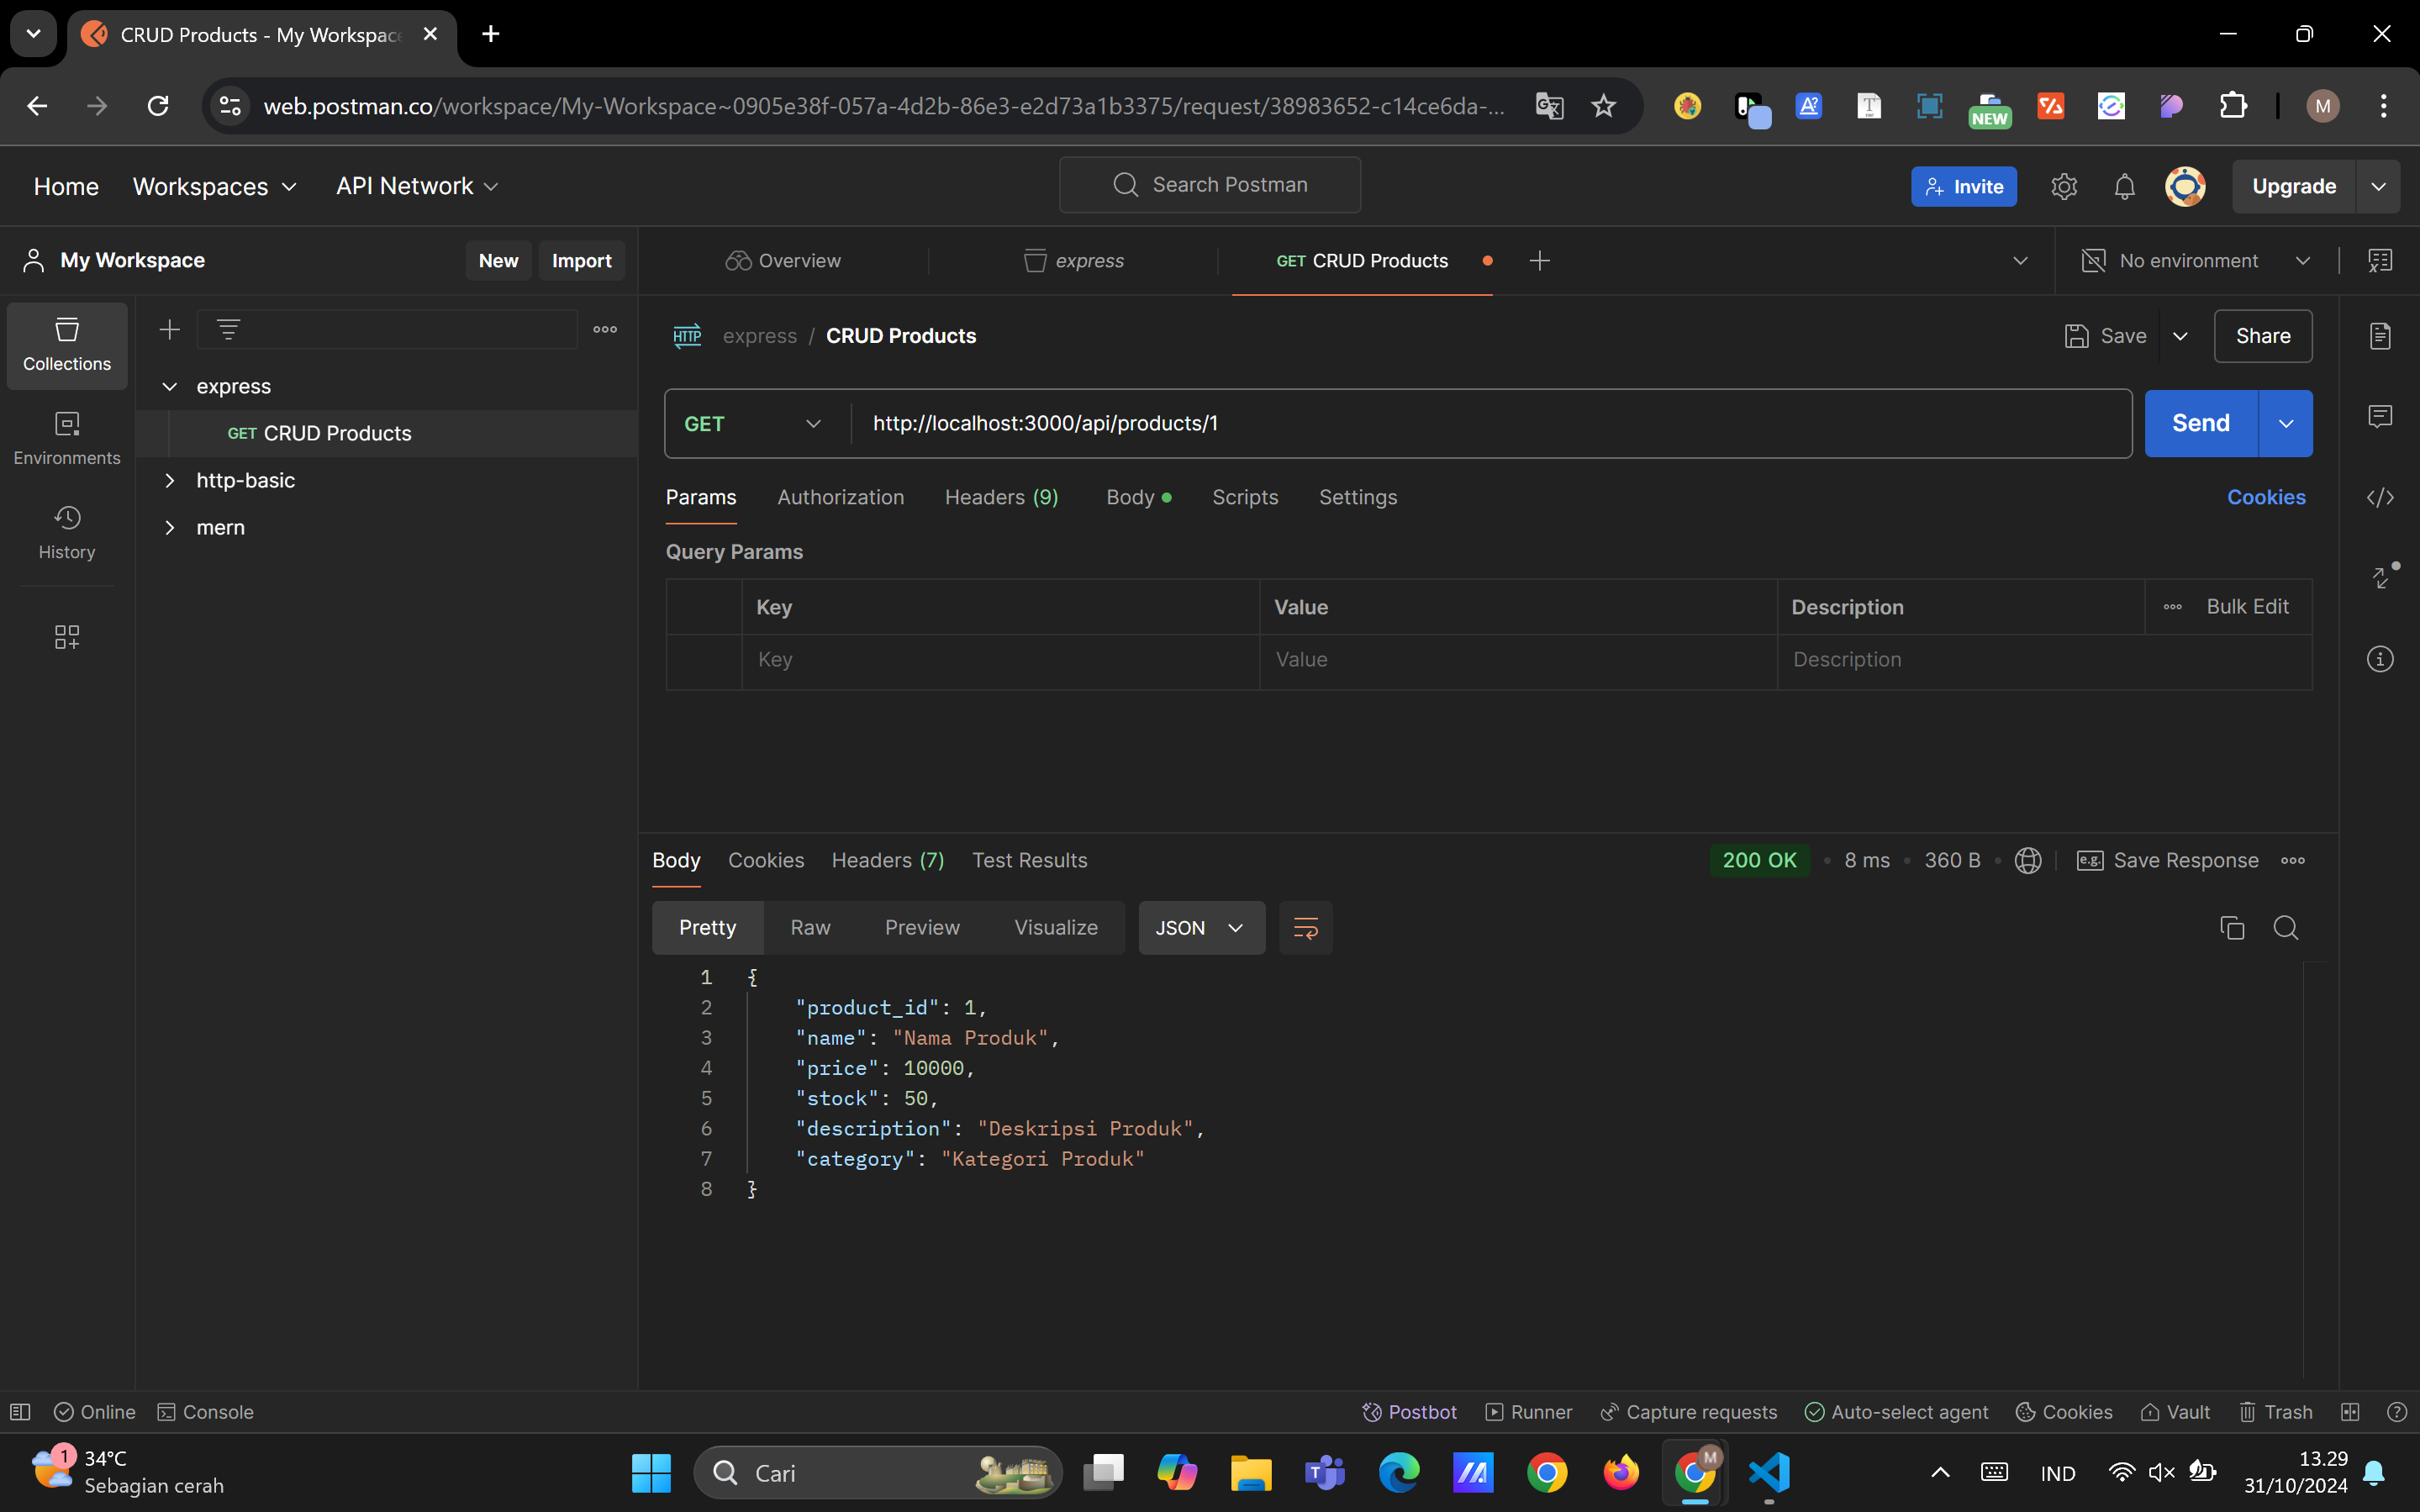 CRUD Products - My Workspac
web.postman.co/workspace/My-Workspace~0905e38f-057a-4d2b-86e3-e2d73a1b3375/request/38983652-c14ce6da-...
NEW
M
Home
Workspaces
API Network
Search Postman
Invite
Upgrade
My Workspace
New
Import
Overview
express
GET CRUD Products
No environment
Collections
Environments
History
express
GET CRUD Products
http-basic
mern
HTTP
express / CRUD Products
Save
Share
GET
http://localhost:3000/api/products/1
Send
Params
Authorization
Headers (9)
Body
Scripts
Settings
Cookies
Query Params
Key
Value
Description
Bulk Edit
Key
Value
Description
Body
Cookies
Headers (7)
Test Results
200 OK
8 ms
360 B
e.g.
Save Response
Pretty
Raw
Preview
Visualize
JSON
1 {
2 "product_id": 1,
3 "name": "Nama Produk",
4 "price": 10000,
5 "stock": 50,
6 "description": "Deskripsi Produk",
7 "category": "Kategori Produk"
8 }
Online
Console
Postbot
Runner
Capture requests
Auto-select agent
Cookies
Vault
Trash
1
34°C
Sebagian cerah
Cari
M
IND
13.29
31/10/2024